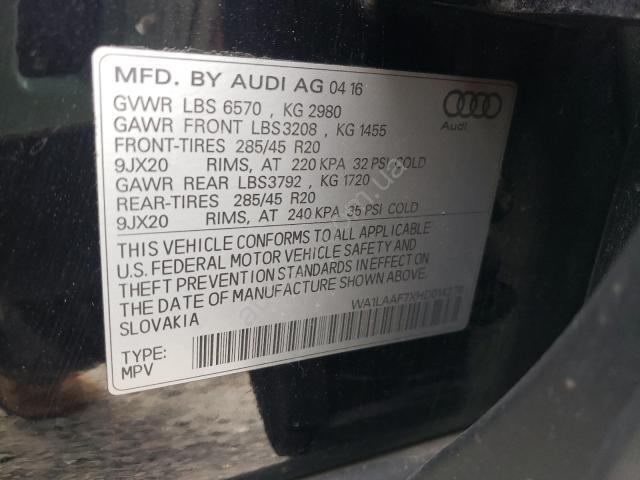 MFD. BY AUDI AG 04 16
GVWR LBS 6570 , KG 2980
GAWR FRONT LBS3208 , KG 1455
FRONT-TIRES 285/45 R20
9JX20 RIMS, AT 220 KPA 32 PSI COLD
GAWR REAR LBS3792 , KG 1720
REAR-TIRES 285/45 R20
9JX20 RIMS, AT 240 KPA 35 PSI COLD
Audi
THIS VEHICLE CONFORMS TO ALL APPLICABLE
U.S. FEDERAL MOTOR VEHICLE SAFETY AND
THEFT PREVENTION STANDARDS IN EFFECT ON
THE DATE OF MANUFACTURE SHOWN ABOVE.
SLOVAKIA
TYPE:
MPV